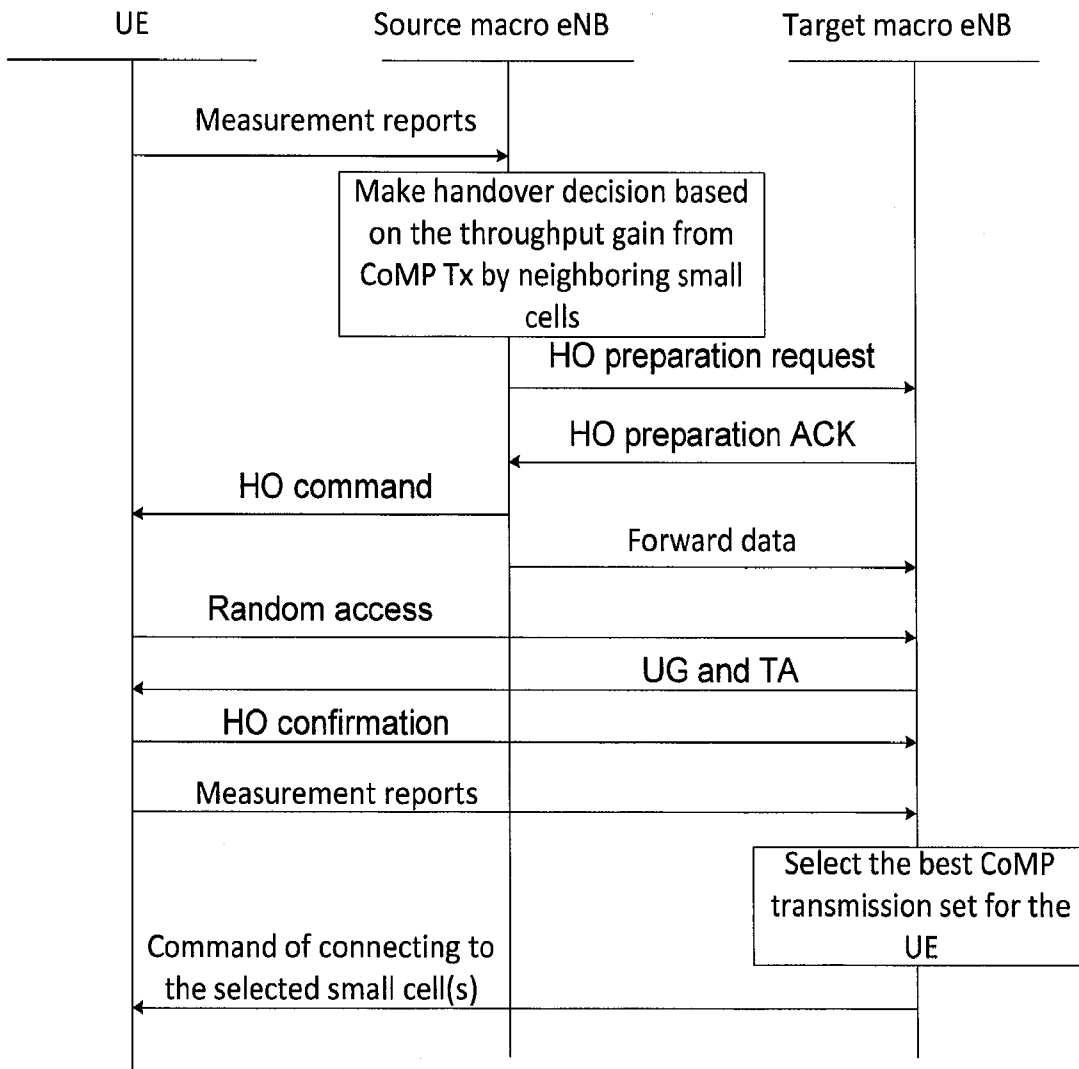 UE
Source macro eNB
Target macro eNB
Measurement reports
Make handover decision based
on the throughput gain from
CoMP Tx by neighboring small
cells
HO preparation request
HO preparation ACK
HO command
Forward data
Random access
UG and TA
HO confirmation
Measurement reports
Select the best CoMP
transmission set for the
UE
Command of connecting to
the selected small cell(s)